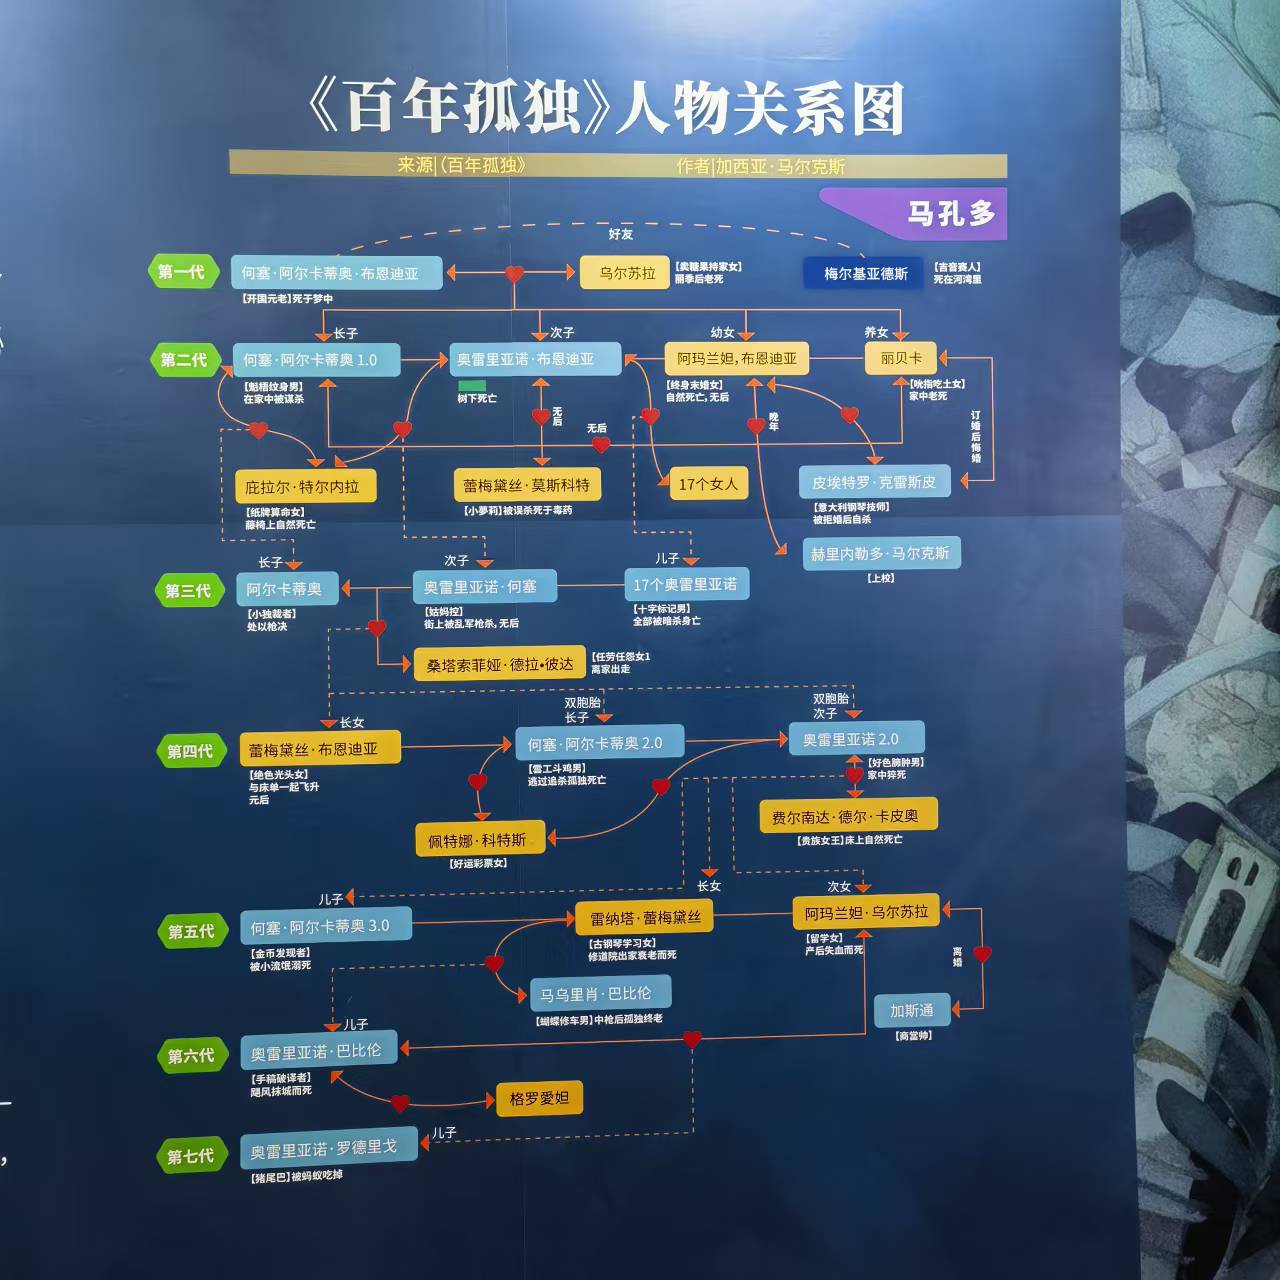 《百年孤独》人物关系图
来源|《百年孤独》 作者|加西亚·马尔克斯
马孔多
好友
第一代 何塞·阿尔卡蒂奥·布恩迪亚 乌尔苏拉 【卖糖果持家女】 梅尔基亚德斯 【吉普赛人】
【开国元老】死于梦中 丽季后老死 死在河湾里
长子 次子 幼女 养女
第二代 何塞·阿尔卡蒂奥 1.0 奥雷里亚诺·布恩迪亚 阿玛兰妲,布恩迪亚 丽贝卡
【魁梧纹身男】 【终身未婚女】 【吮指吃土女】
在家中被谋杀 树下死亡 自然死亡,无后 家中老死
无后 无后 晚年 订婚后悔婚
庇拉尔·特尔内拉 蕾梅黛丝·莫斯科特 17个女人 皮埃特罗·克雷斯皮
【纸牌算命女】 【小萝莉】被误杀死于毒药 【意大利钢琴技师】
藤椅上自然死亡 被拒婚后自杀
赫里内勒多·马尔克斯
【上校】
长子 次子 儿子
第三代 阿尔卡蒂奥 奥雷里亚诺·何塞 17个奥雷里亚诺
【小独裁者】 【姑妈控】 【十字标记男】
处以枪决 街上被乱军枪杀,无后 全部被暗杀身亡
桑塔索菲娅·德拉•彼达 【任劳任怨女1
离家出走
长女 双胞胎 双胞胎
长子 次子
第四代 蕾梅黛丝·布恩迪亚 何塞·阿尔卡蒂奥 2.0 奥雷里亚诺 2.0
【绝色光头女】 【雲工斗鸡男】 【好色臃肿男】
与床单一起飞升 逃过追杀孤独死亡 家中猝死
元后
佩特娜·科特斯 费尔南达·德尔·卡皮奥
【好运彩票女】 【贵族女王】床上自然死亡
儿子 长女 次女
第五代 何塞·阿尔卡蒂奥 3.0 雷纳塔·蕾梅黛丝 阿玛兰妲·乌尔苏拉
【金币发现者】 【古钢琴学习女】 【留学女】
被小流氓溺死 修道院出家衰老而死 产后失血而死
离婚
马乌里肖·巴比伦 加斯通
【蝴蝶修车男】中枪后孤独终老 【商當帅】
儿子
第六代 奥雷里亚诺·巴比伦
【手稿破译者】
飓风抹城而死
格罗愛妲
儿子
第七代 奥雷里亚诺·罗德里戈
【猪尾巴】被蚂蚁吃掉